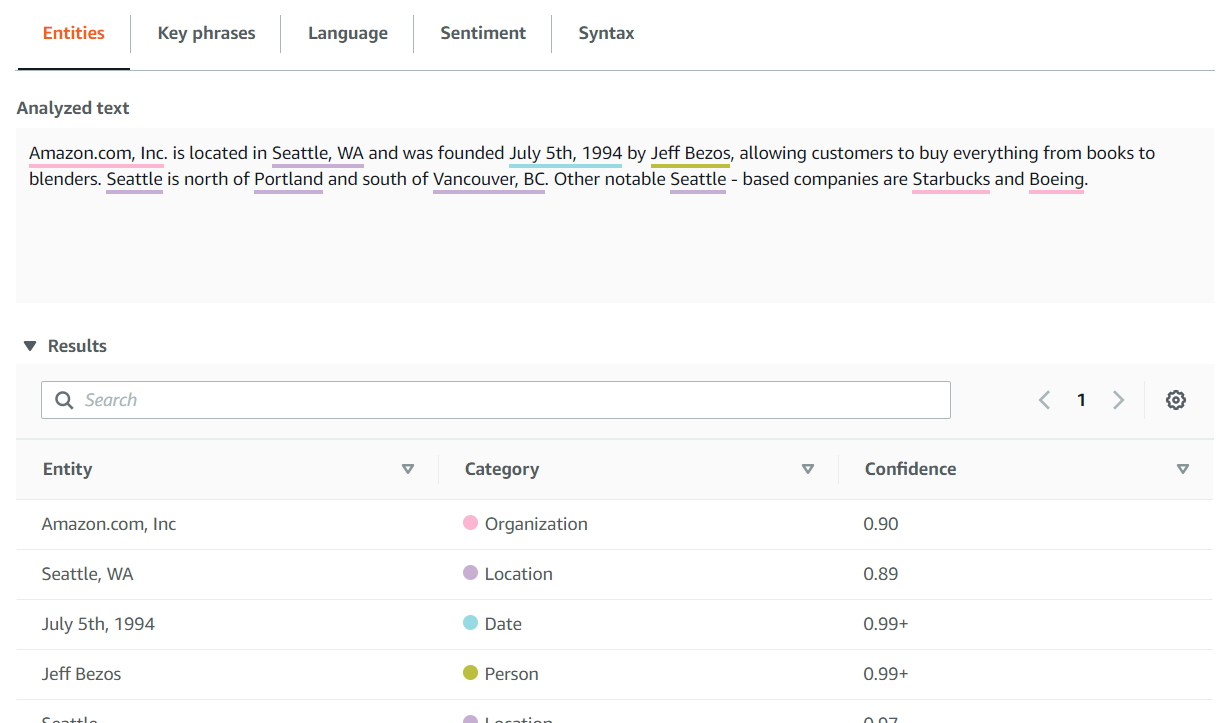 Entities Key phrases Language Sentiment Syntax
Analyzed text
Amazon.com, Inc. is located in Seattle, WA and was founded July 5th, 1994 by Jeff Bezos, allowing customers to buy everything from books to
blenders. Seattle is north of Portland and south of Vancouver, BC. Other notable Seattle - based companies are Starbucks and Boeing.
Results
Search 1
Entity Category Confidence
Amazon.com, Inc Organization 0.90
Seattle, WA Location 0.89
July 5th, 1994 Date 0.99+
Jeff Bezos Person 0.99+
Seattle Location 0.97